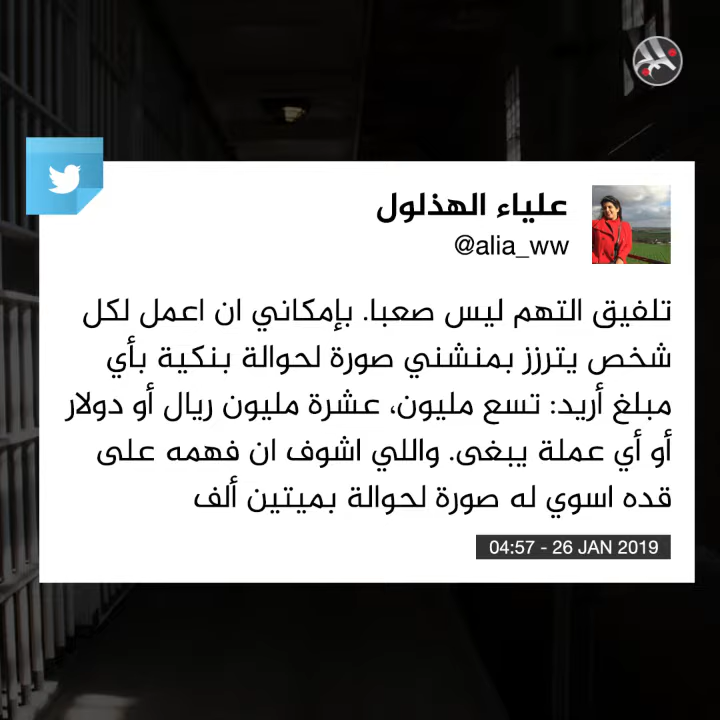 علياء الهذلول
@alia_ww
تلفيق التهم ليس صعبا. بإمكاني ان اعمل لكل
شخص يترزز بمنشني صورة لحوالة بنكية بأي
مبلغ أريد: تسع مليون، عشرة مليون ريال أو دولار
أو أي عملة يبغى. واللي اشوف ان فهمه على
قده اسوي له صورة لحوالة بميتين ألف
04:57 - 26 JAN 2019